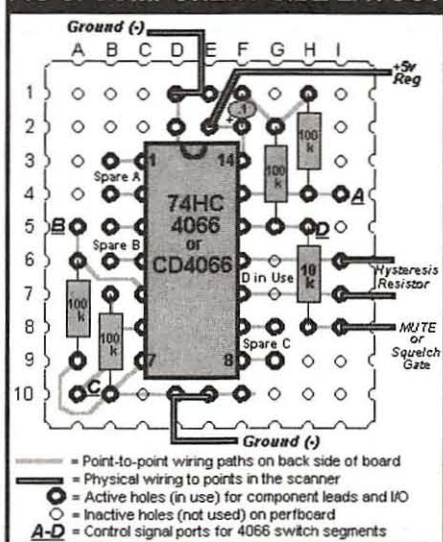 Ground (-)
A B C D E F G H I
+5v
Reg
1
2
.1
+
100
k
100
k
3
1
14
Spare A
4
A
74HC
4066
or
CD4066
5
B
Spare B
D
6
D in Use
10
k
Hysteresis
Resistor
7
100
k
100
k
8
Spare C
MUTE
or
Squelch
Gate
9
7
8
10
C
Ground (-)
= Point-to-point wiring paths on back side of board
= Physical wiring to points in the scanner
= Active holes (in use) for component leads and I/O
= Inactive holes (not used) on perfboard
A-D = Control signal ports for 4066 switch segments